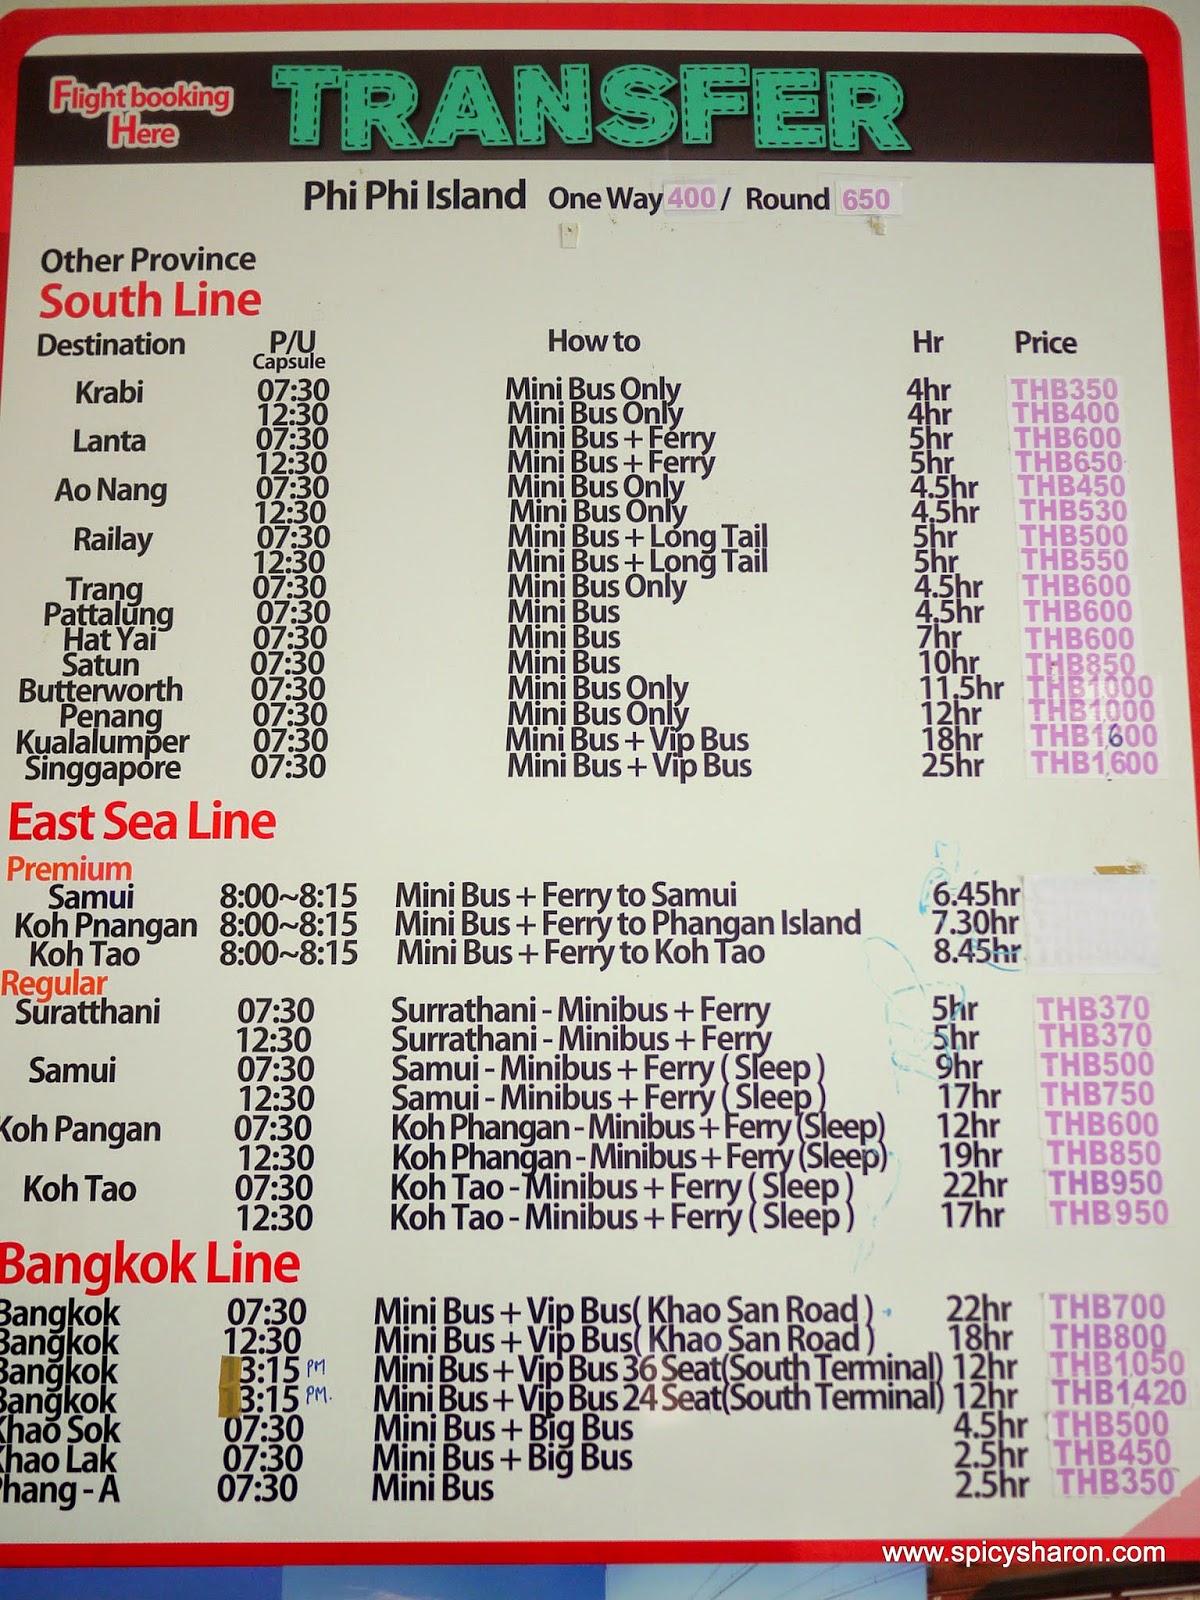 Flight booking
Here
TRANSFER
Phi Phi Island One Way 400 / Round 650
Other Province
South Line
Destination P/U Capsule How to Hr Price
Krabi 07:30 Mini Bus Only 4hr THB350
12:30 Mini Bus Only 4hr THB400
Lanta 07:30 Mini Bus + Ferry 5hr THB600
12:30 Mini Bus + Ferry 5hr THB650
Ao Nang 07:30 Mini Bus Only 4.5hr THB450
12:30 Mini Bus Only 4.5hr THB530
Railay 07:30 Mini Bus + Long Tail 5hr THB500
12:30 Mini Bus + Long Tail 5hr THB550
Trang 07:30 Mini Bus Only 4.5hr THB600
Pattalung 07:30 Mini Bus 4.5hr THB600
Hat Yai 07:30 Mini Bus 7hr THB600
Satun 07:30 Mini Bus 10hr THB850
Butterworth 07:30 Mini Bus Only 11.5hr THB1000
Penang 07:30 Mini Bus Only 12hr THB1000
Kualalumper 07:30 Mini Bus + Vip Bus 18hr THB1600
Singgapore 07:30 Mini Bus + Vip Bus 25hr THB1,600
East Sea Line
Premium
Samui 8:00~8:15 Mini Bus + Ferry to Samui 6.45hr
Koh Pnangan 8:00~8:15 Mini Bus + Ferry to Phangan Island 7.30hr
Koh Tao 8:00~8:15 Mini Bus + Ferry to Koh Tao 8.45hr
Regular
Suratthani 07:30 Surrathani - Minibus + Ferry 5hr THB370
12:30 Surrathani - Minibus + Ferry 5hr THB370
Samui 07:30 Samui - Minibus + Ferry ( Sleep ) 9hr THB500
12:30 Samui - Minibus + Ferry ( Sleep ) 17hr THB750
Koh Pangan 07:30 Koh Phangan - Minibus + Ferry (Sleep) 12hr THB600
12:30 Koh Phangan - Minibus + Ferry (Sleep) 19hr THB850
Koh Tao 07:30 Koh Tao - Minibus + Ferry ( Sleep ) 22hr THB950
12:30 Koh Tao - Minibus + Ferry ( Sleep ) 17hr THB950
Bangkok Line
Bangkok 07:30 Mini Bus + Vip Bus( Khao San Road ) 22hr THB700
Bangkok 12:30 Mini Bus + Vip Bus( Khao San Road ) 18hr THB800
Bangkok 3:15 PM Mini Bus + Vip Bus 36 Seat(South Terminal) 12hr THB1050
Bangkok 3:15 PM. Mini Bus + Vip Bus 24 Seat(South Terminal) 12hr THB1,420
Khao Sok 07:30 Mini Bus + Big Bus 4.5hr THB500
Khao Lak 07:30 Mini Bus + Big Bus 2.5hr THB450
Phang - A 07:30 Mini Bus 2.5hr THB350
www.spicysharon.com